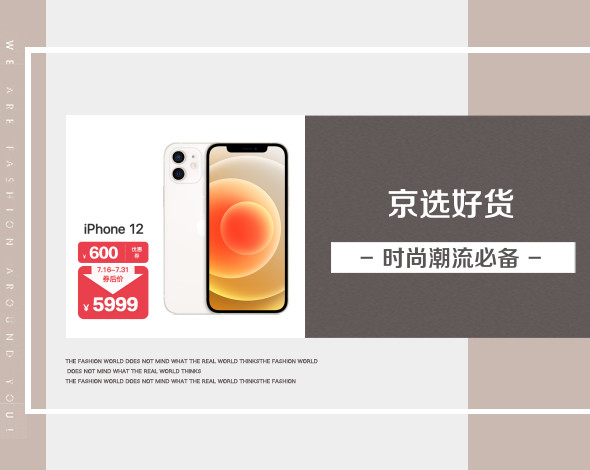 WE ARE FASHION AROUND YOU!
iPhone 12
¥ 600 优惠券
7.16-7.31
券后价
¥ 5999
京选好货
- 时尚潮流必备 -
THE FASHION WORLD DOES NOT MIND WHAT THE REAL WORLD THINKSTHE FASHION WORLD
DOES NOT MIND WHAT THE REAL WORLD THINKS
THE FASHION WORLD DOES NOT MIND WHAT THE REAL WORLD THINKSTHE FASHION